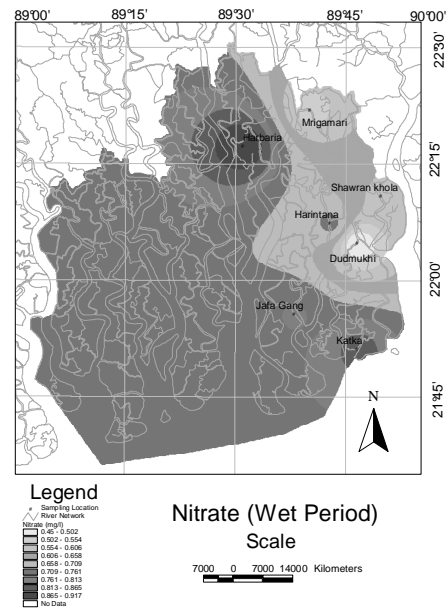 89'00' 89'15' 89'30' 89'45' 90'00'
22'30'
Mrigamari
Harbaria
22'15'
Shawran khola
Harintana
Dudmukhi
22'00'
Jafa Gang
Katka
21'45'
N
Legend
Sampling Location
River Network
Nitrate (mg/l)
0.45 - 0.502
0.502 - 0.554
0.554 - 0.606
0.606 - 0.658
0.658 - 0.709
0.709 - 0.761
0.761 - 0.813
0.813 - 0.865
0.865 - 0.917
No Data
Nitrate (Wet Period)
Scale
7000 0 7000 14000 Kilometers